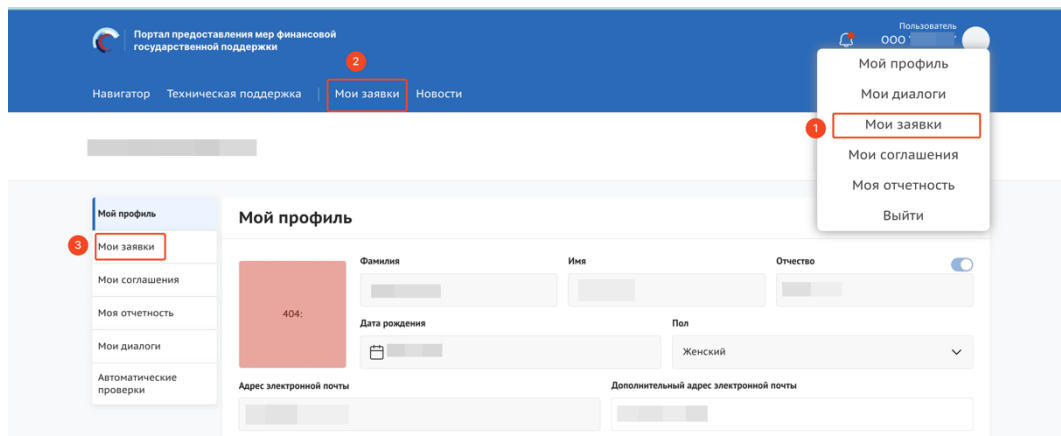 Портал предоставления мер финансовой
государственной поддержки
Пользователь
ООО "
2
Навигатор Техническая поддержка | Мои заявки Новости
Мой профиль
Мои диалоги
1 Мои заявки
Мои соглашения
Моя отчетность
Выйти
Мой профиль
3 Мои заявки
Мои соглашения
Моя отчетность
Мои диалоги
Автоматические
проверки
Мой профиль
404:
Фамилия Имя Отчество
Дата рождения Пол
Женский
Адрес электронной почты Дополнительный адрес электронной почты